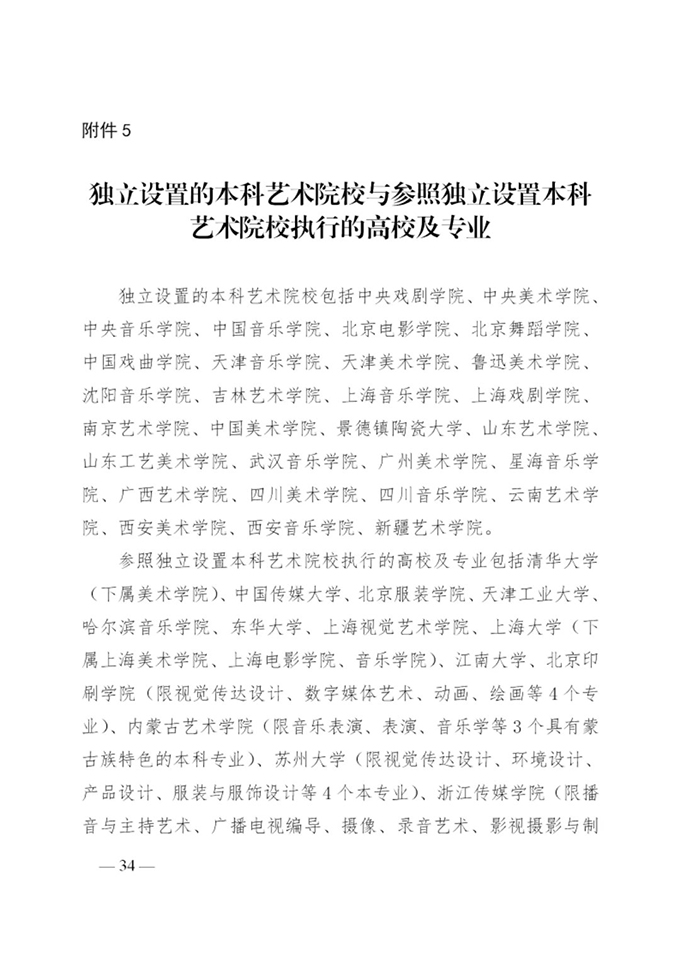 附件 5
独立设置的本科艺术院校与参照独立设置本科
艺术院校执行的高校及专业
独立设置的本科艺术院校包括中央戏剧学院、中央美术学院、
中央音乐学院、中国音乐学院、北京电影学院、北京舞蹈学院、
中国戏曲学院、天津音乐学院、天津美术学院、鲁迅美术学院、
沈阳音乐学院、吉林艺术学院、上海音乐学院、上海戏剧学院、
南京艺术学院、中国美术学院、景德镇陶瓷大学、山东艺术学院、
山东工艺美术学院、武汉音乐学院、广州美术学院、星海音乐学
院、广西艺术学院、四川美术学院、四川音乐学院、云南艺术学
院、西安美术学院、西安音乐学院、新疆艺术学院。
参照独立设置本科艺术院校执行的高校及专业包括清华大学
（下属美术学院）、中国传媒大学、北京服装学院、天津工业大学、
哈尔滨音乐学院、东华大学、上海视觉艺术学院、上海大学（下
属上海美术学院、上海电影学院、音乐学院）、江南大学、北京印
刷学院（限视觉传达设计、数字媒体艺术、动画、绘画等 4 个专
业）、内蒙古艺术学院（限音乐表演、表演、音乐学等 3 个具有蒙
古族特色的本科专业）、苏州大学（限视觉传达设计、环境设计、
产品设计、服装与服饰设计等 4 个本专业）、浙江传媒学院（限播
音与主持艺术、广播电视编导、摄像、录音艺术、影视摄影与制
— 34 —